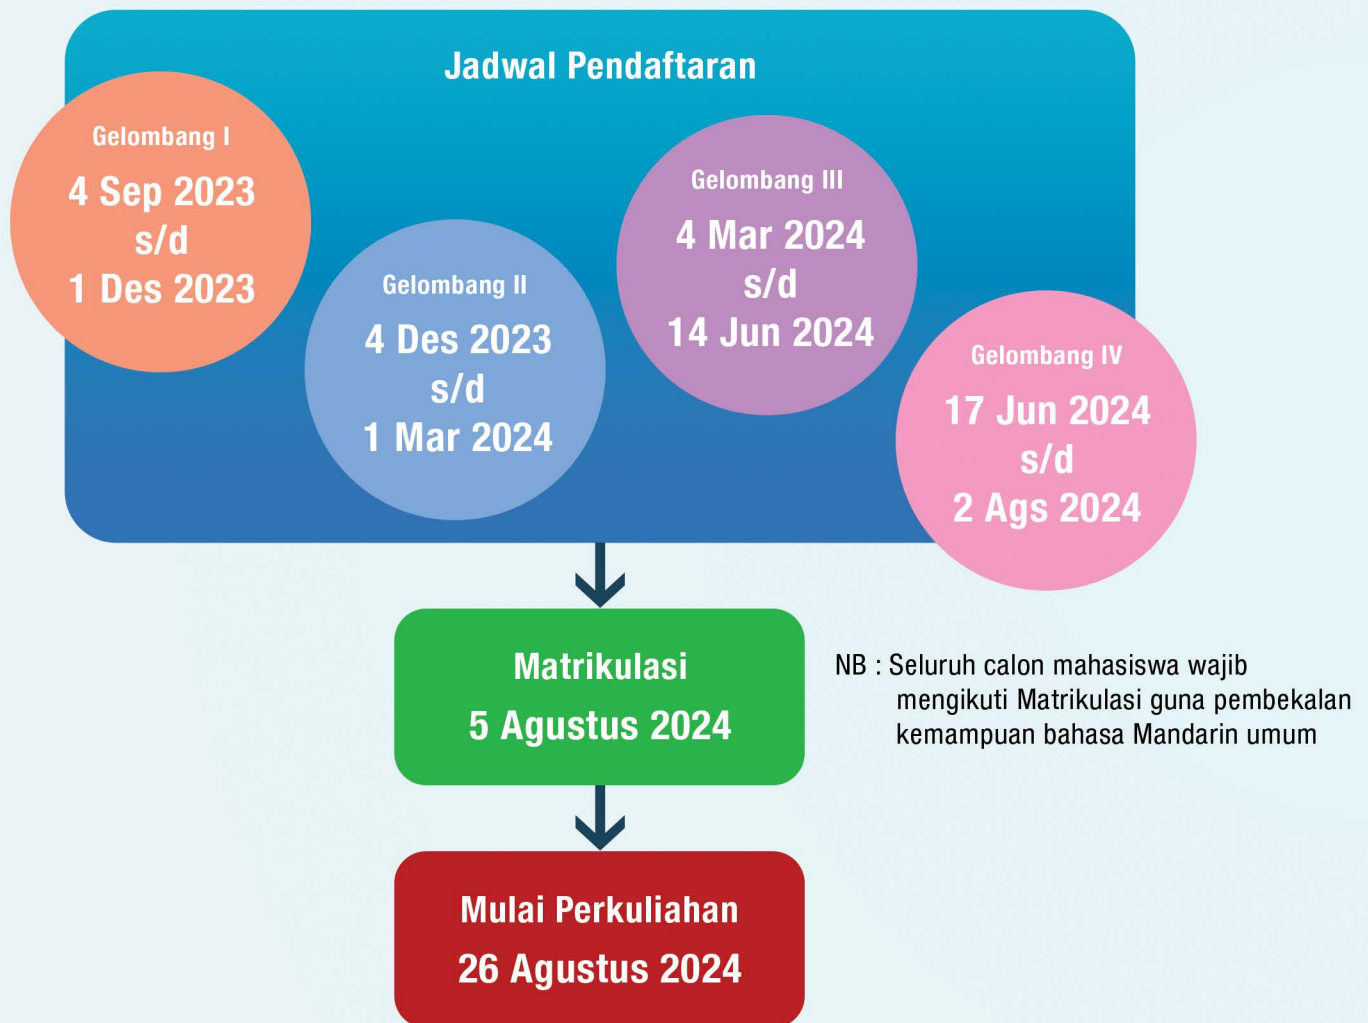 Jadwal Pendaftaran
Gelombang I
4 Sep 2023
s/d
1 Des 2023
Gelombang II
4 Des 2023
s/d
1 Mar 2024
Gelombang III
4 Mar 2024
s/d
14 Jun 2024
Gelombang IV
17 Jun 2024
s/d
2 Ags 2024
Matrikulasi
5 Agustus 2024
NB : Seluruh calon mahasiswa wajib
mengikuti Matrikulasi guna pembekalan
kemampuan bahasa Mandarin umum
Mulai Perkuliahan
26 Agustus 2024